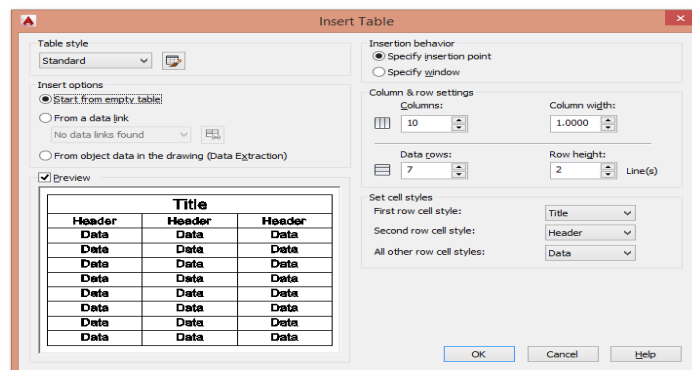 Insert Table
Table style
Standard
Insert options
Start from empty table
From a data link
No data links found
From object data in the drawing (Data Extraction)
Preview
Title
Header Header Header
Data Data Data
Data Data Data
Data Data Data
Data Data Data
Data Data Data
Data Data Data
Data Data Data
Data Data Data
Insertion behavior
Specify insertion point
Specify window
Column & row settings
Columns: Column width:
10 1.0000
Data rows: Row height:
7 2 Line(s)
Set cell styles
First row cell style: Title
Second row cell style: Header
All other row cell styles: Data
OK Cancel Help